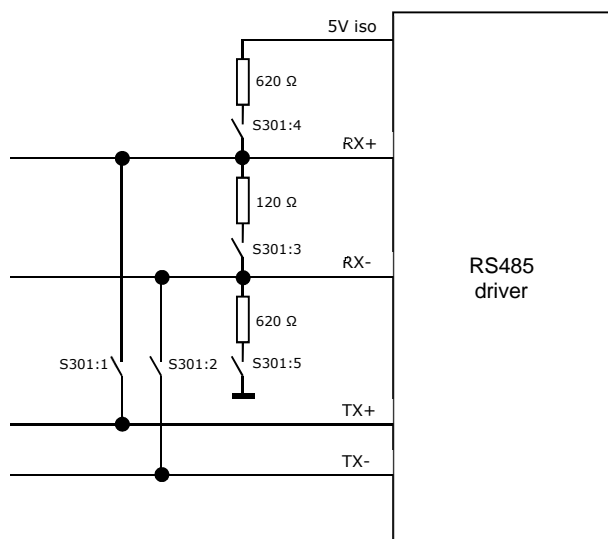 5V iso
620 Ω
S301:4
RX+
120 Ω
S301:3
RX-
RS485
driver
620 Ω
S301:1
S301:2
S301:5
TX+
TX-